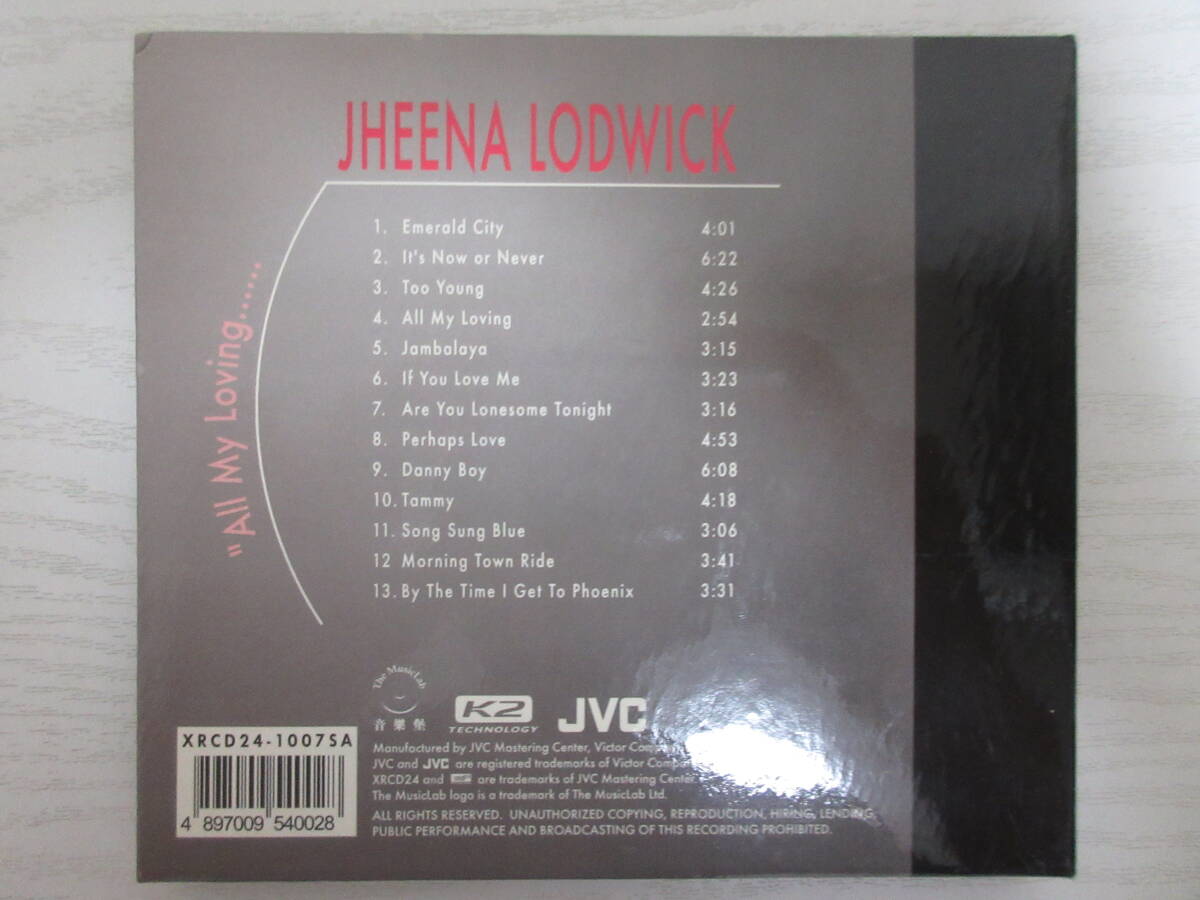 JHEENA LODWICK
"All My Loving......
1. Emerald City 4:01
2. It's Now or Never 6:22
3. Too Young 4:26
4. All My Loving 2:54
5. Jambalaya 3:15
6. If You Love Me 3:23
7. Are You Lonesome Tonight 3:16
8. Perhaps Love 4:53
9. Danny Boy 6:08
10. Tammy 4:18
11. Song Sung Blue 3:06
12 Morning Town Ride 3:41
13. By The Time I Get To Phoenix 3:31
The MusicLab
音樂堡
K2
TECHNOLOGY
JVC
XRCD24-1007SA
4 897009 540028
Manufactured by JVC Mastering Center, Victor
JVC and JVC are registered trademarks of Victor
XRCD24 and are trademarks of JVC Mastering Center.
The MusicLab logo is a trademark of The MusicLab Ltd.
ALL RIGHTS RESERVED. UNAUTHORIZED COPYING, REPRODUCTION, HIRING, LENDING,
PUBLIC PERFORMANCE AND BROADCASTING OF THIS RECORDING PROHIBITED.